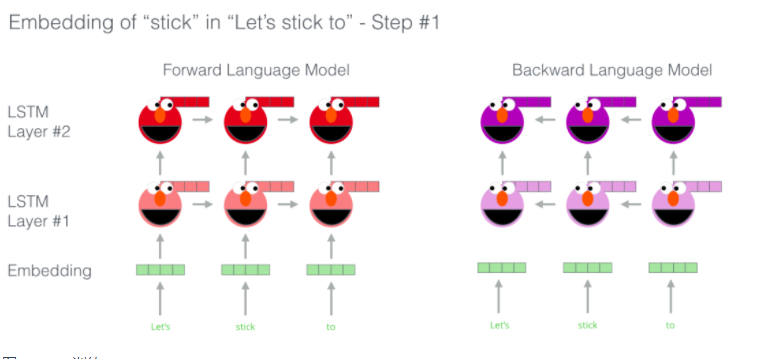 Embedding of “stick” in “Let’s stick to” - Step #1
Forward Language Model
Backward Language Model
LSTM
Layer #2
LSTM
Layer #1
Embedding
Let's
stick
to
Let's
stick
to